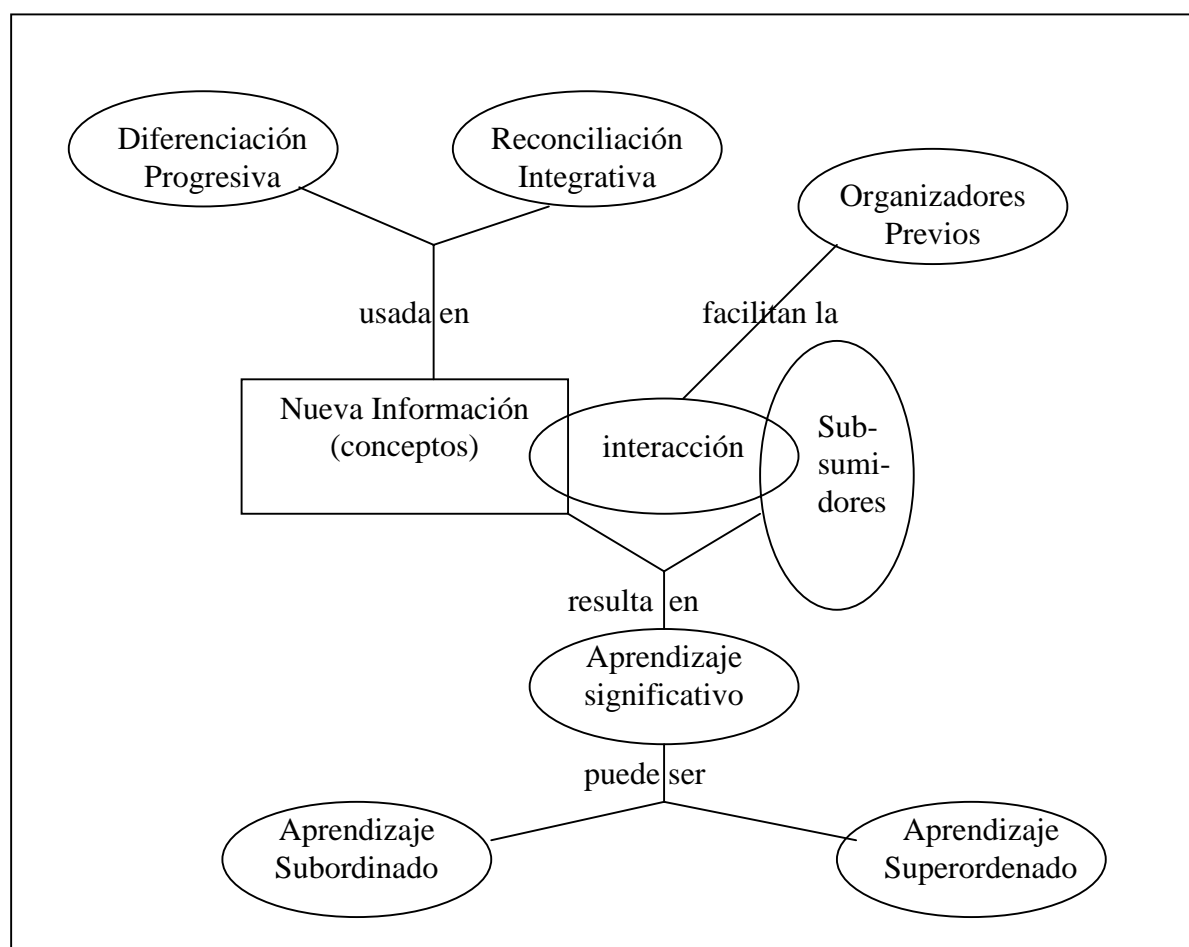 Diferenciación
Progresiva
Reconciliación
Integrativa
Organizadores
Previos
usada en
facilitan la
Nueva Información
(conceptos)
interacción
Sub-
sumi-
dores
resulta en
Aprendizaje
significativo
puede ser
Aprendizaje
Subordinado
Aprendizaje
Superordenado